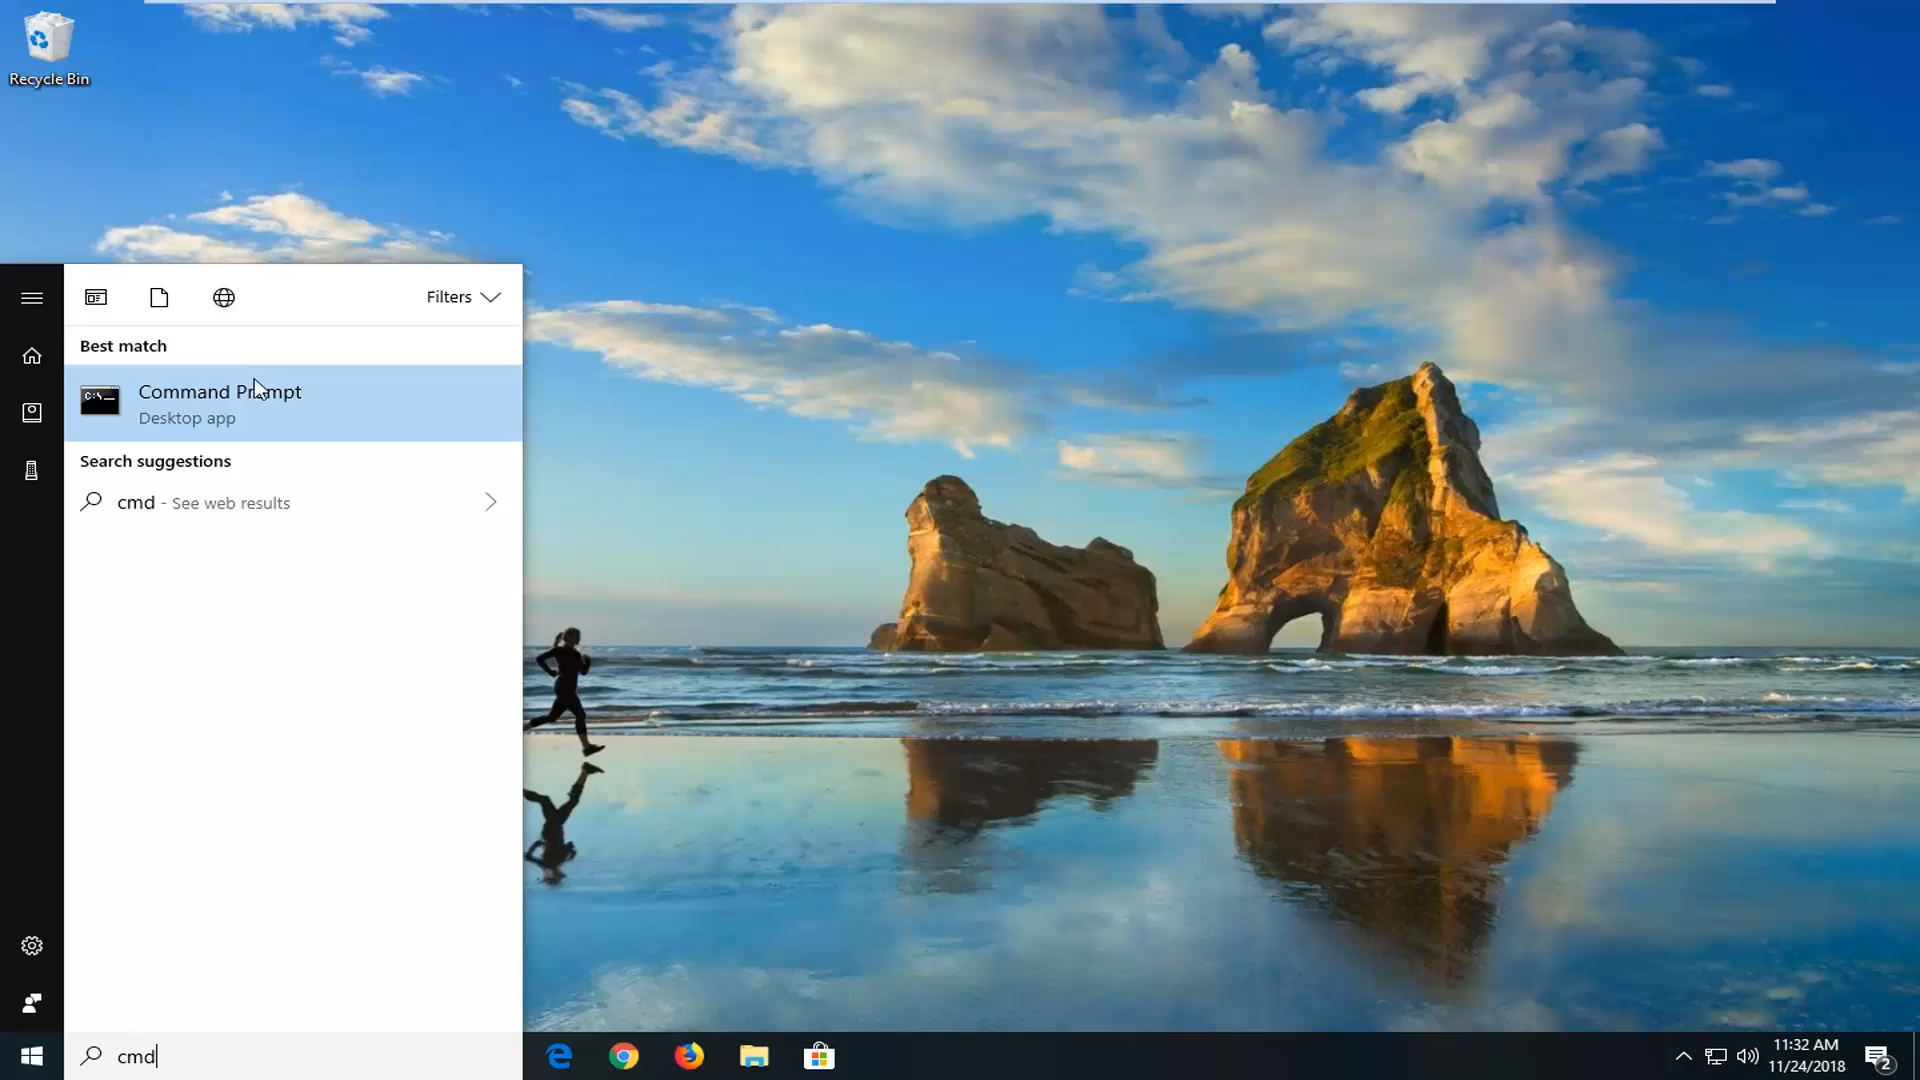 Recycle Bin
Filters
Best match
Command Prompt
Desktop app
Search suggestions
cmd - See web results
cmd
11:32 AM
11/24/2018
2